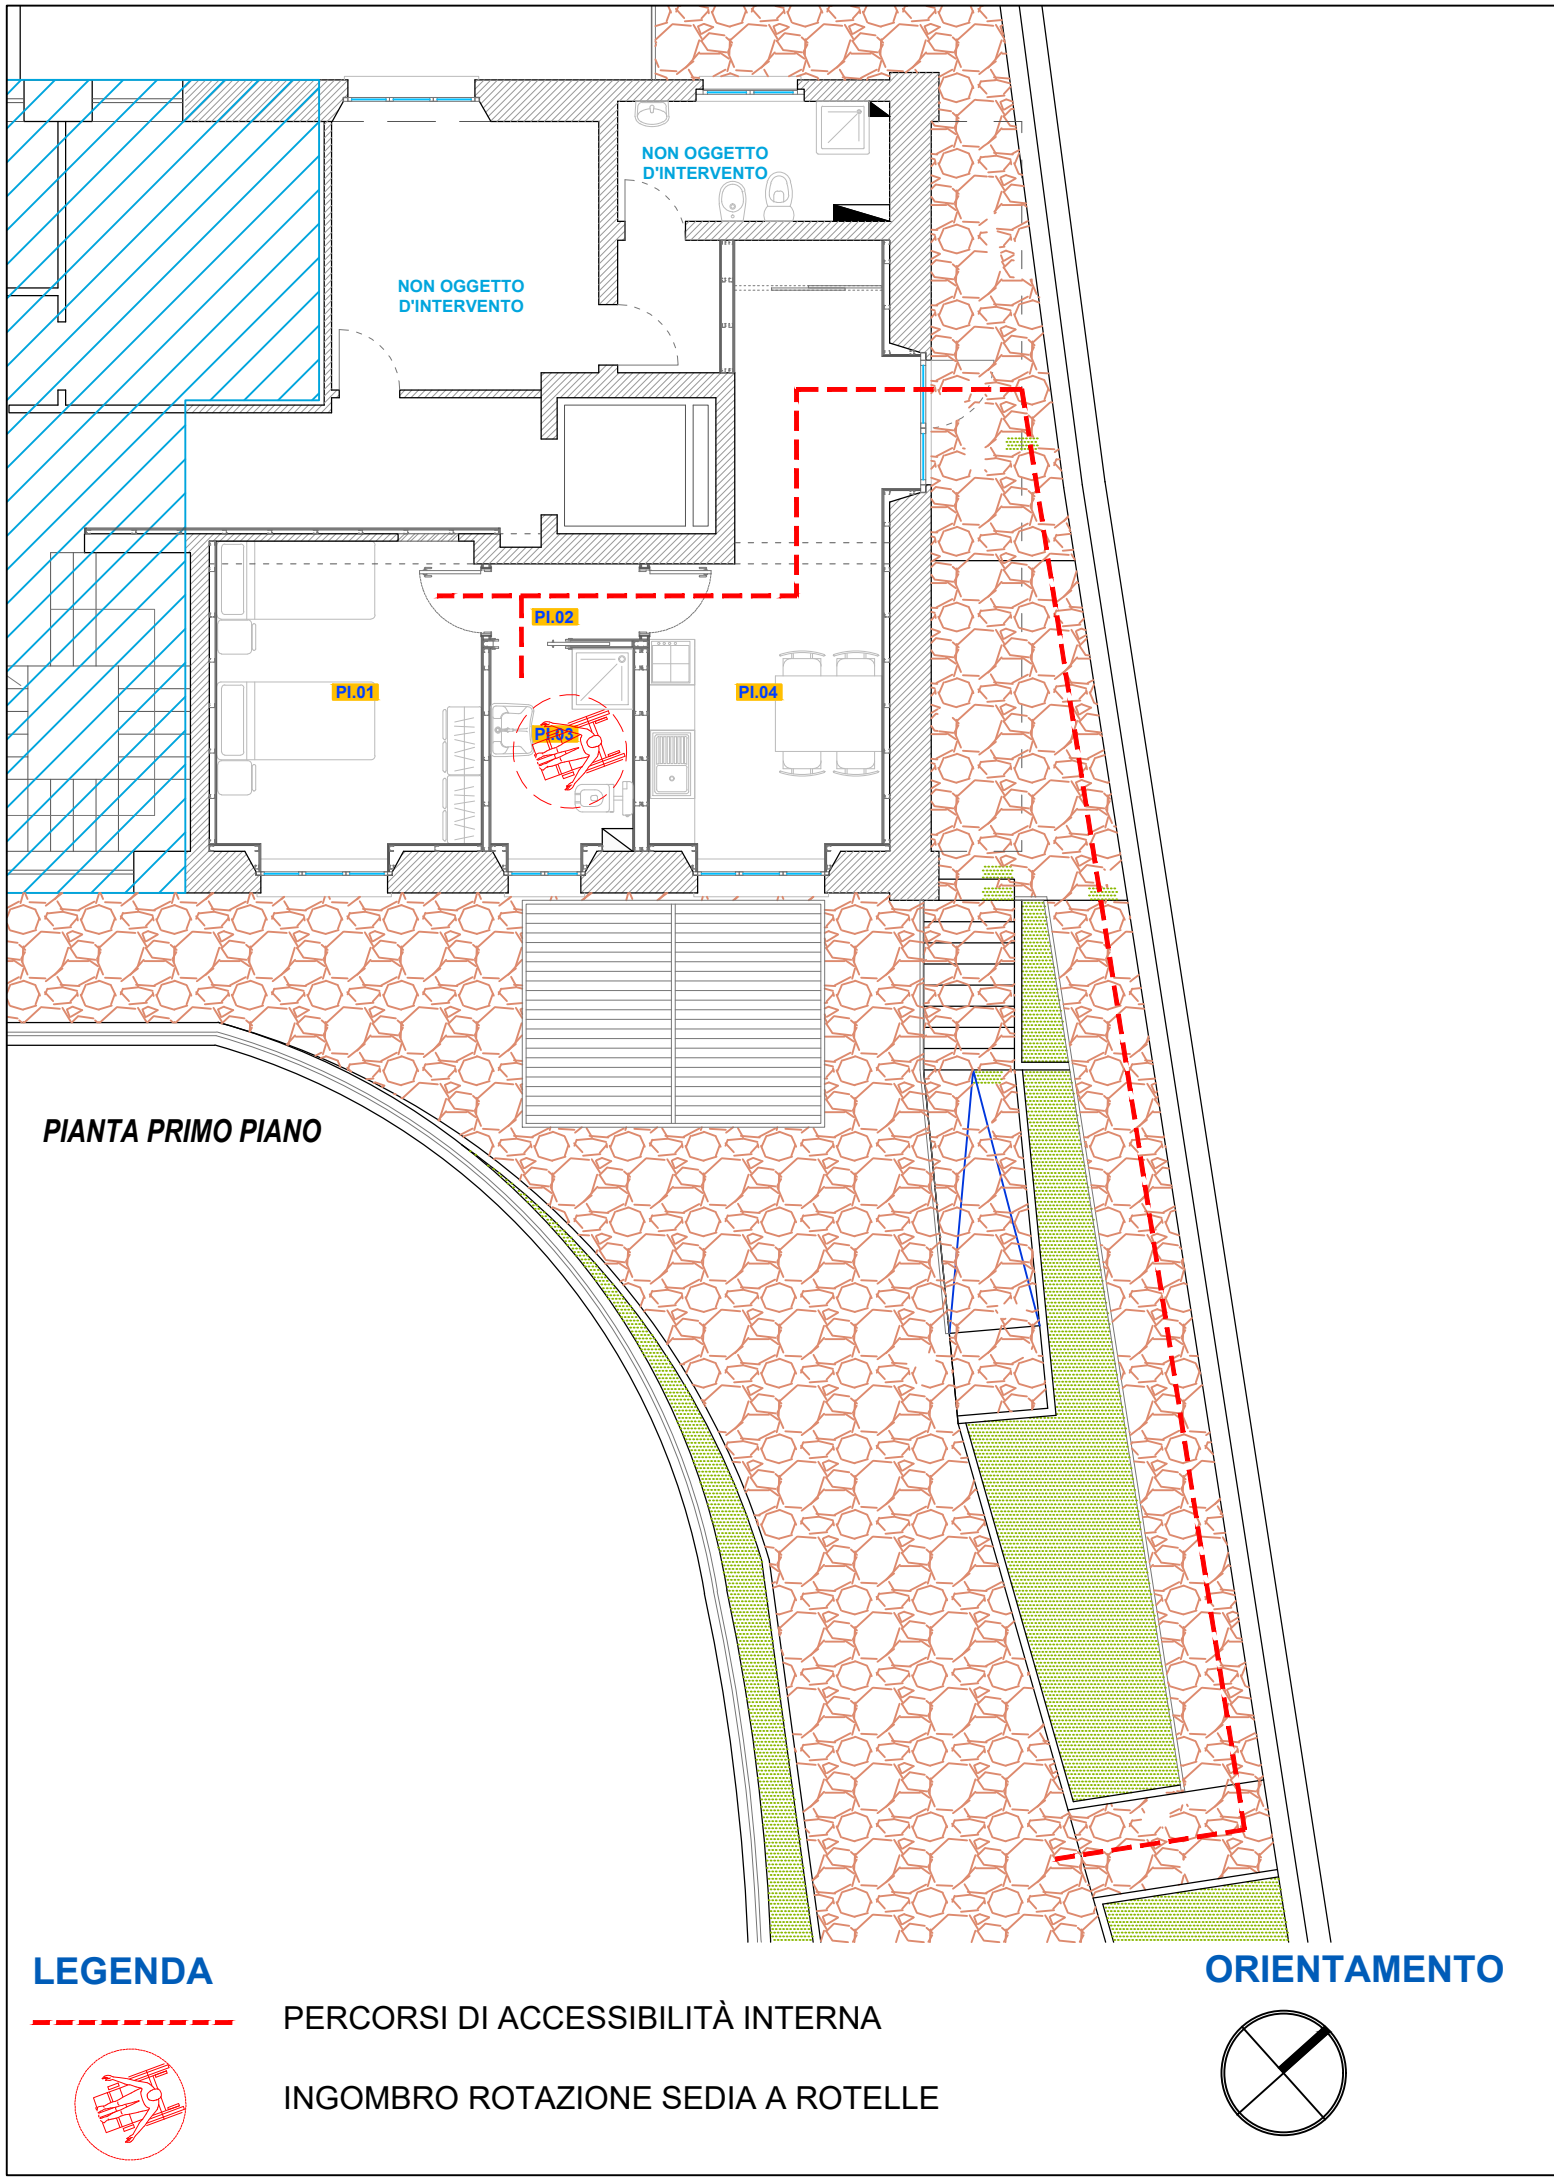 NON OGGETTO
D'INTERVENTO
NON OGGETTO
D'INTERVENTO
PI.02
PI.01
PI.04
PI.03
PIANTA PRIMO PIANO
LEGENDA
ORIENTAMENTO
PERCORSI DI ACCESSIBILITÀ INTERNA
INGOMBRO ROTAZIONE SEDIA A ROTELLE